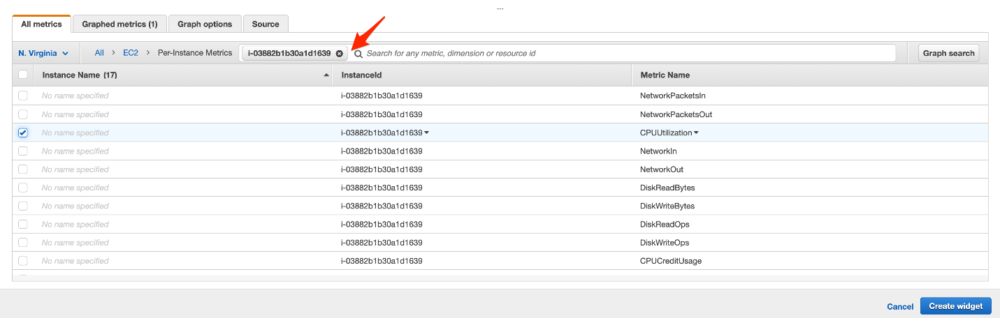 All metrics Graphed metrics (1) Graph options Source
N. Virginia All > EC2 > Per-Instance Metrics i-03882b1b30a1d1639 Search for any metric, dimension or resource id Graph search
Instance Name (17) InstanceId Metric Name
No name specified i-03882b1b30a1d1639 NetworkPacketsIn
No name specified i-03882b1b30a1d1639 NetworkPacketsOut
No name specified i-03882b1b30a1d1639 CPUUtilization
No name specified i-03882b1b30a1d1639 NetworkIn
No name specified i-03882b1b30a1d1639 NetworkOut
No name specified i-03882b1b30a1d1639 DiskReadBytes
No name specified i-03882b1b30a1d1639 DiskWriteBytes
No name specified i-03882b1b30a1d1639 DiskReadOps
No name specified i-03882b1b30a1d1639 DiskWriteOps
No name specified i-03882b1b30a1d1639 CPUCreditUsage
Cancel Create widget